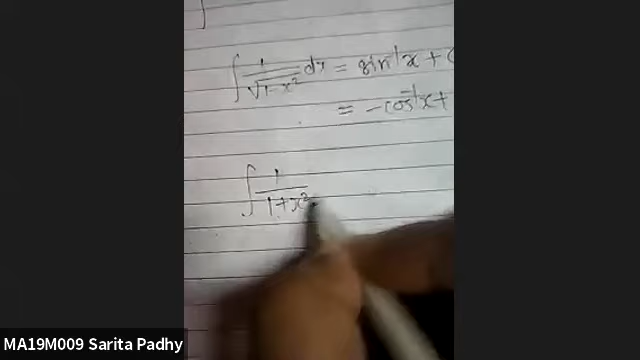 ∫ 1/√1-x² dx = sin⁻¹x + C
= -cos⁻¹x +
∫ 1/1+x²
MA19M009 Sarita Padhy